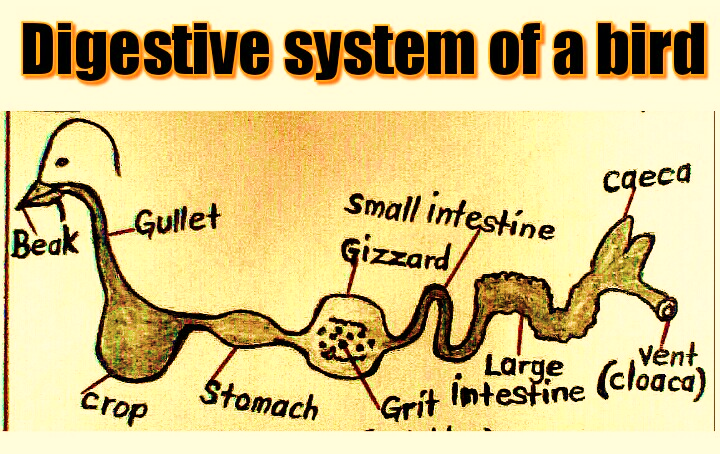 Digestive system of a bird
Caeca
Small intestine
Gullet
Beak
Gizzard
Vent
Large
(cloaca)
Intestine
Stomach
Grit
Crop